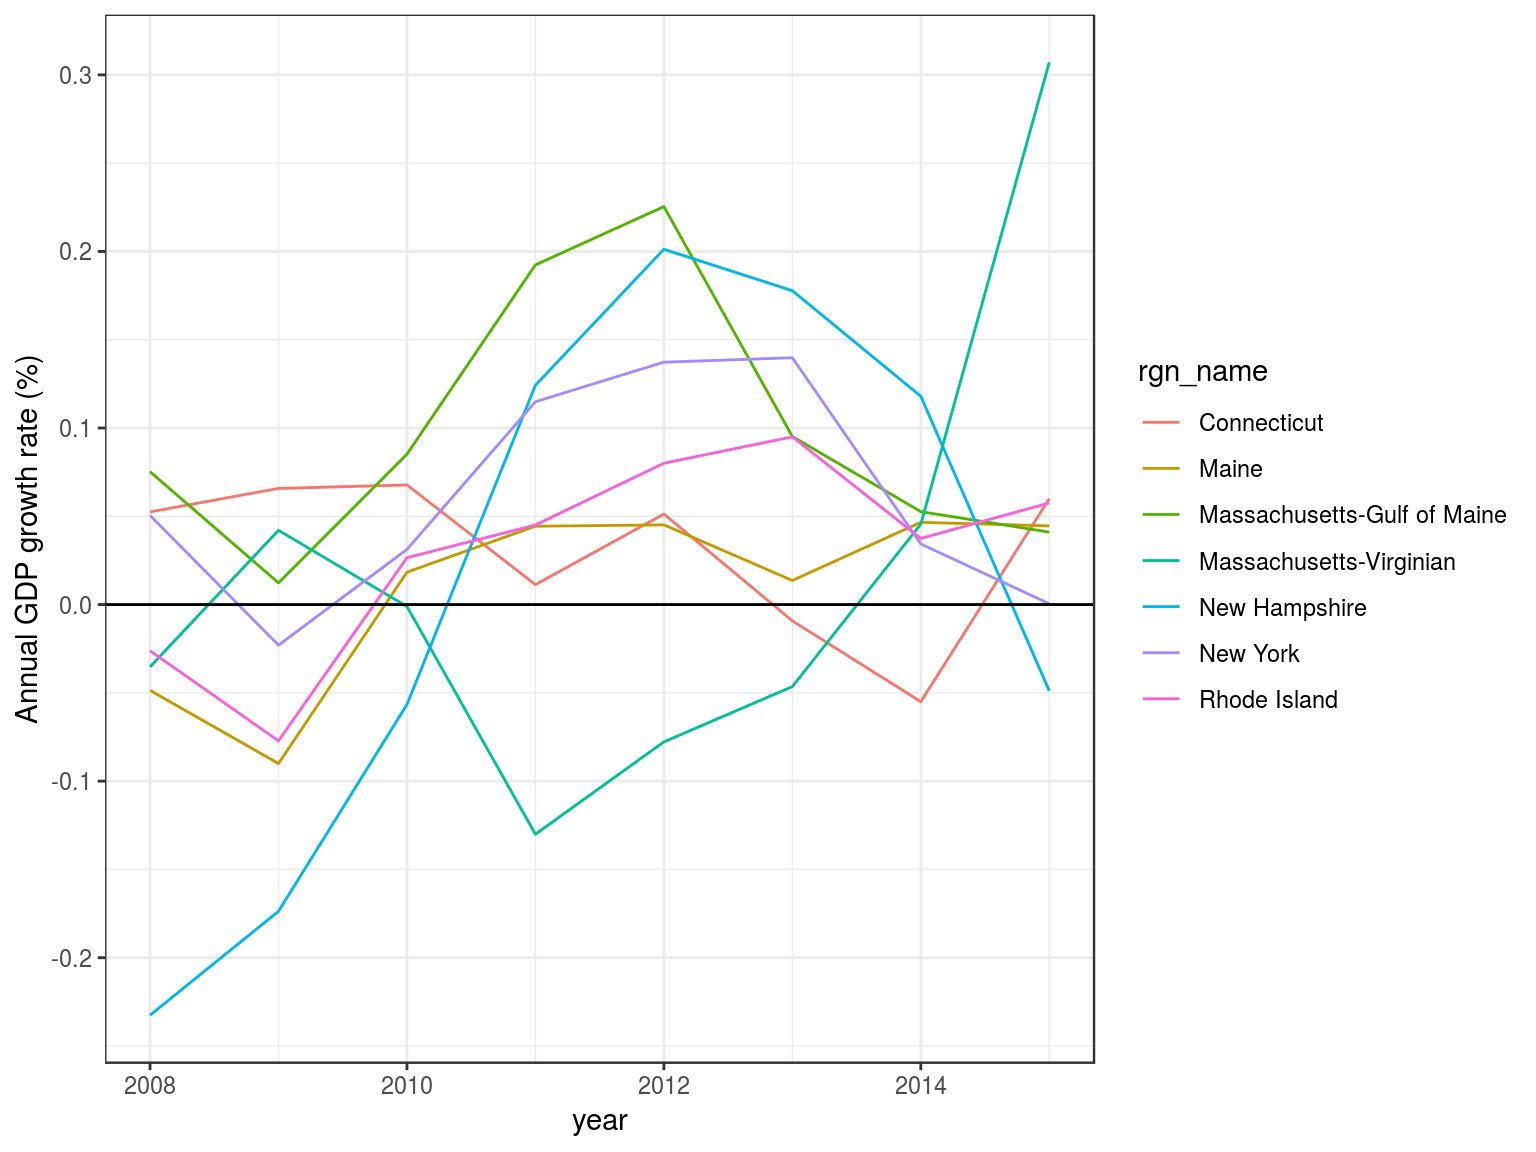 0.3
0.2
0.1
0.0
-0.1
-0.2
Annual GDP growth rate (%)
2008 2010 2012 2014
year
rgn_name
Connecticut
Maine
Massachusetts-Gulf of Maine
Massachusetts-Virginian
New Hampshire
New York
Rhode Island